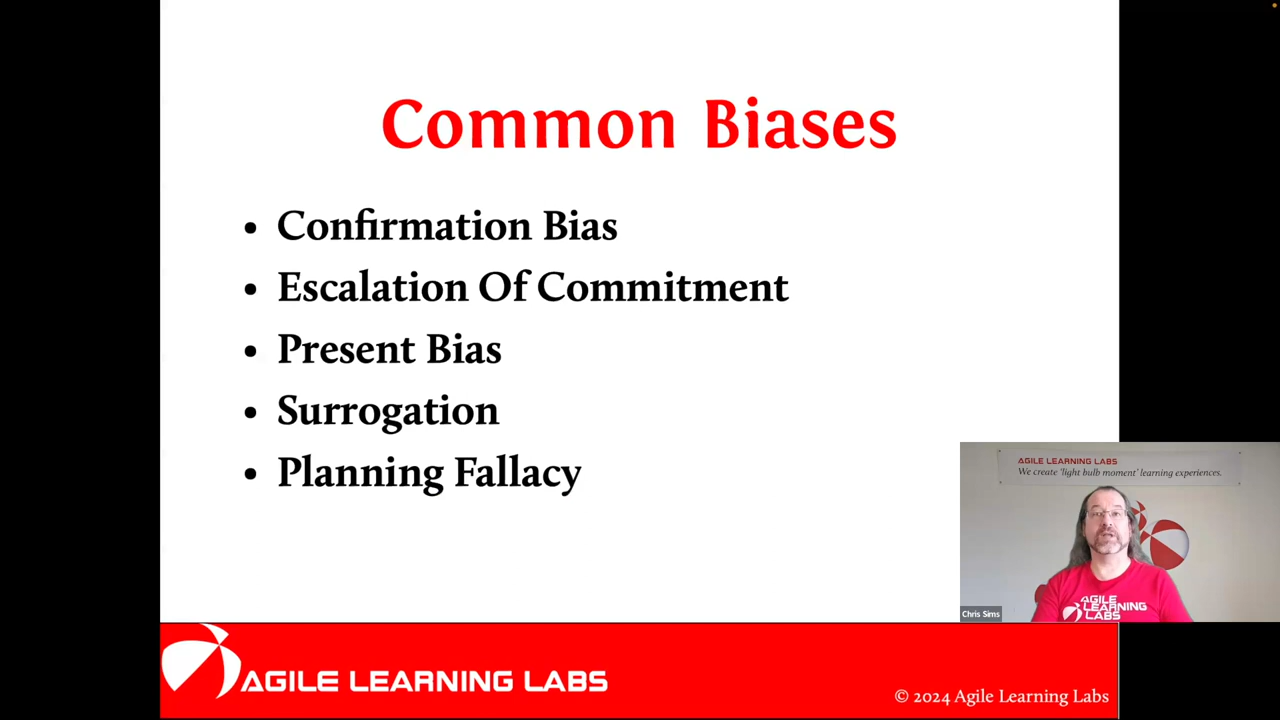 Common Biases
• Confirmation Bias
• Escalation Of Commitment
• Present Bias
• Surrogation
• Planning Fallacy
AGILE LEARNING LABS
We create 'light bulb moment' learning experiences.
AGILE
LEARNING
LABS
Chris Sims
AGILE LEARNING LABS
© 2024 Agile Learning Labs